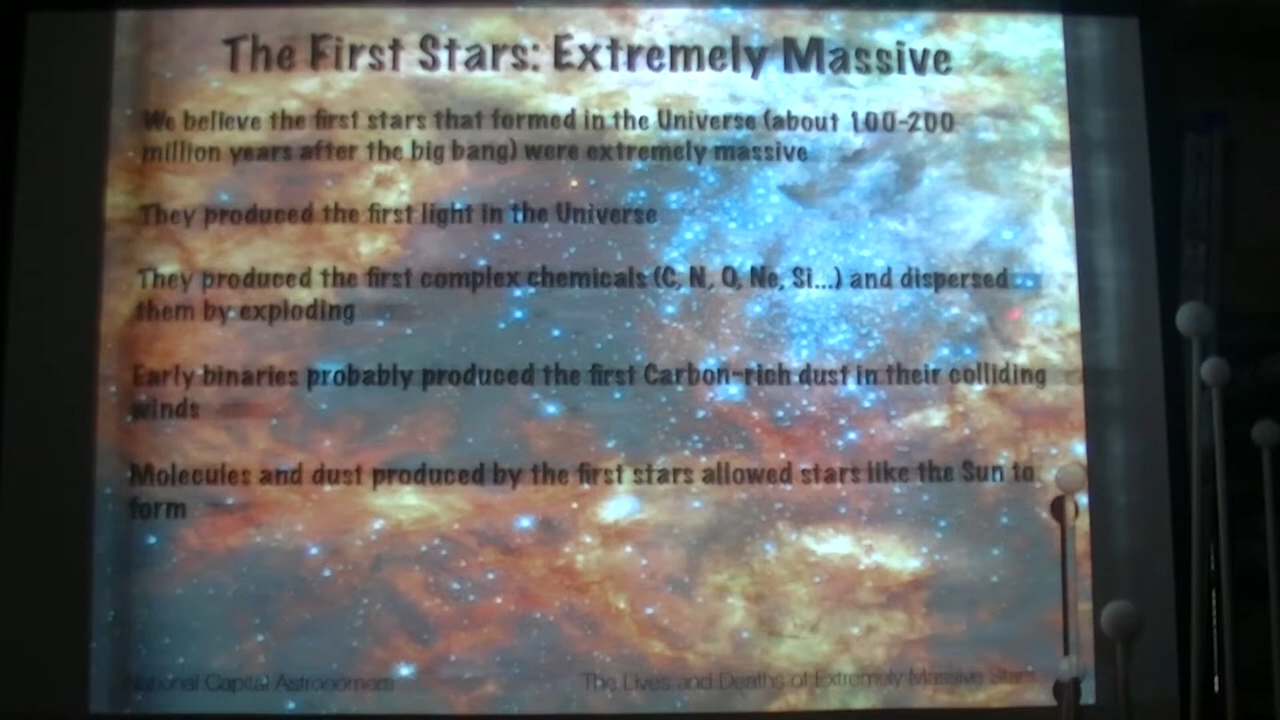 The First Stars: Extremely Massive
We believe the first stars that formed in the Universe (about 100-200
million years after the big bang) were extremely massive
They produced the first light in the Universe
They produced the first complex chemicals (C, N, O, Ne, Si...) and dispersed
them by exploding
Early binaries probably produced the first Carbon-rich dust in their colliding
winds
Molecules and dust produced by the first stars allowed stars like the Sun to
form
National Capital Astronomers
The Lives and Deaths of Extremely Massive Stars